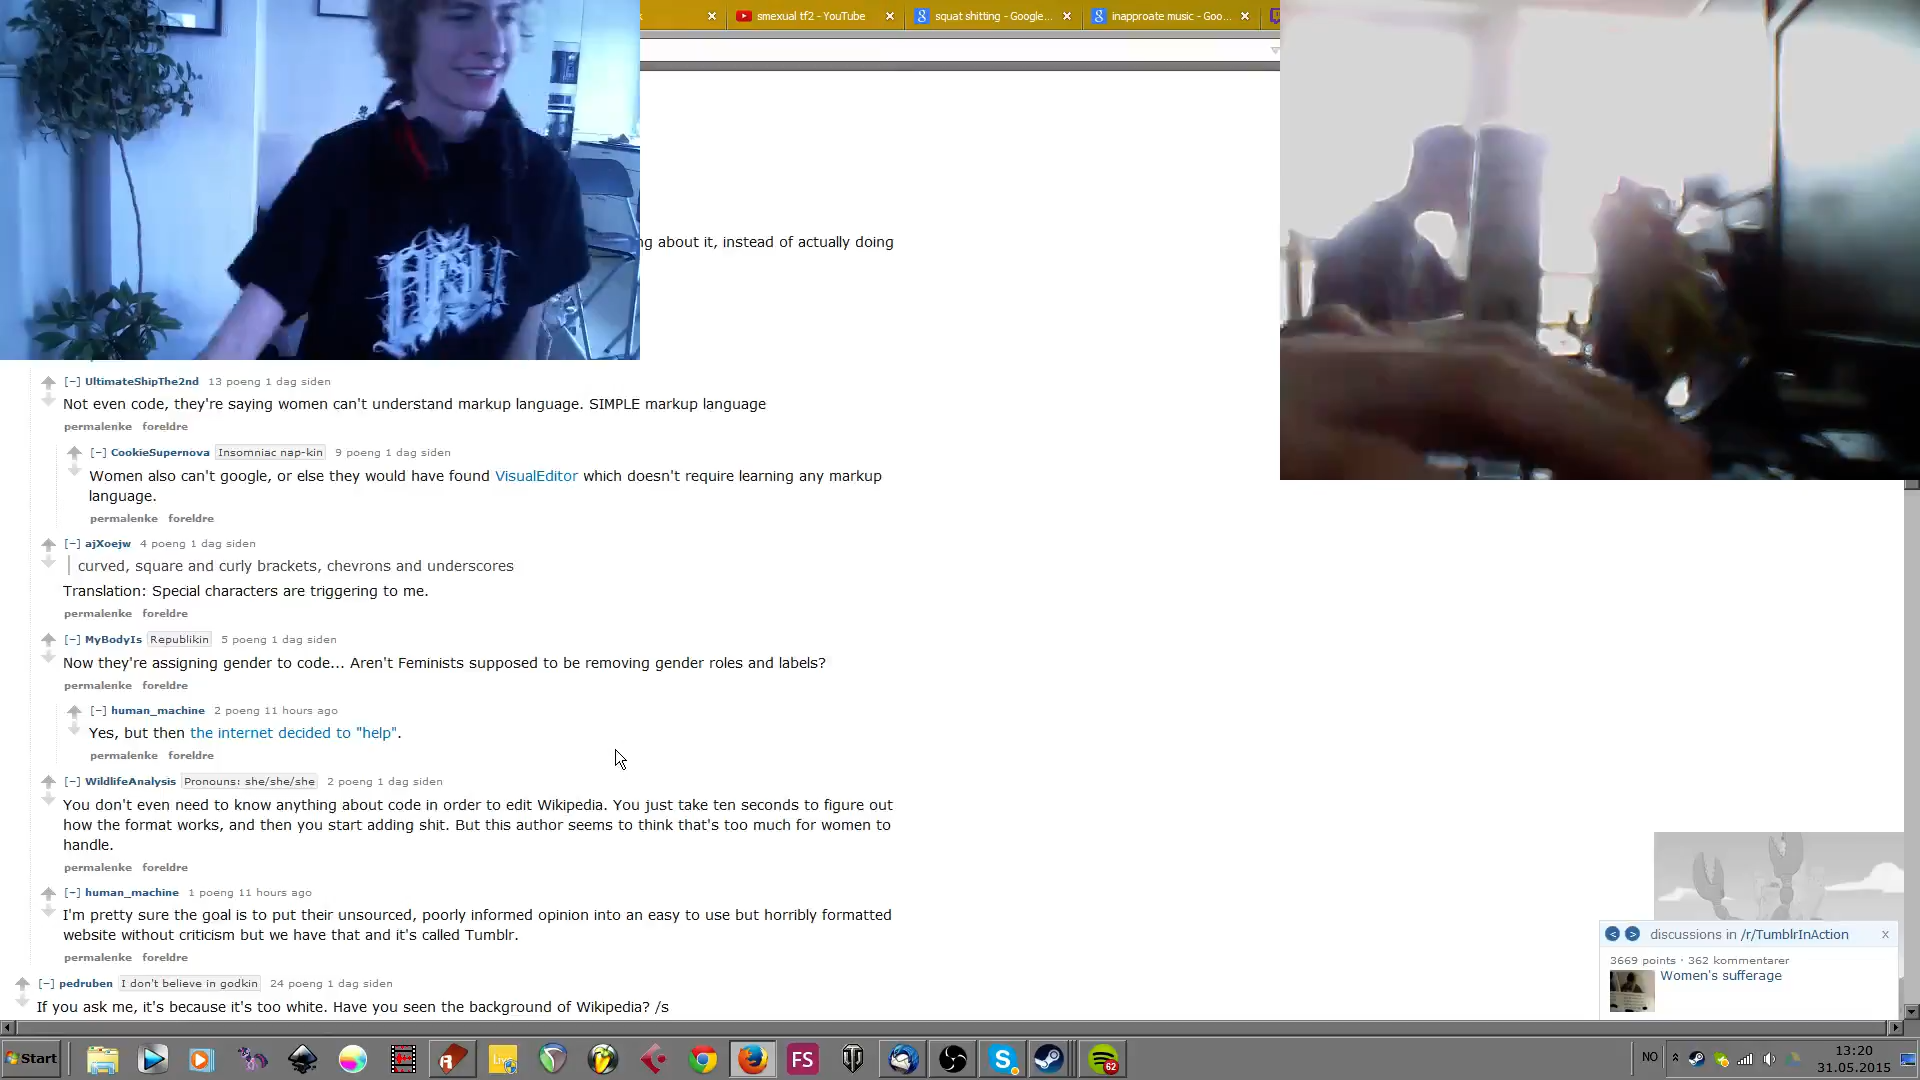 smexual tf2 - YouTube
squat shitting - Google...
inapproate music - Goo...
ng about it, instead of actually doing
[−] UltimateShipThe2nd 13 poeng 1 dag siden
Not even code, they're saying women can't understand markup language. SIMPLE markup language
permalenke foreldre
[−] CookieSupernova Insomniac nap-kin 9 poeng 1 dag siden
Women also can't google, or else they would have found VisualEditor which doesn't require learning any markup
language.
permalenke foreldre
[−] ajXoejw 4 poeng 1 dag siden
curved, square and curly brackets, chevrons and underscores
Translation: Special characters are triggering to me.
permalenke foreldre
[−] MyBodyIs Republikin 5 poeng 1 dag siden
Now they're assigning gender to code... Aren't Feminists supposed to be removing gender roles and labels?
permalenke foreldre
[−] human_machine 2 poeng 11 hours ago
Yes, but then the internet decided to "help".
permalenke foreldre
[−] WildlifeAnalysis Pronouns: she/she/she 2 poeng 1 dag siden
You don't even need to know anything about code in order to edit Wikipedia. You just take ten seconds to figure out
how the format works, and then you start adding shit. But this author seems to think that's too much for women to
handle.
permalenke foreldre
[−] human_machine 1 poeng 11 hours ago
I'm pretty sure the goal is to put their unsourced, poorly informed opinion into an easy to use but horribly formatted
website without criticism but we have that and it's called Tumblr.
permalenke foreldre
[−] pedruben I don't believe in godkin 24 poeng 1 dag siden
If you ask me, it's because it's too white. Have you seen the background of Wikipedia? /s
discussions in /r/TumblrInAction x
3669 points · 362 kommentarer
Women's sufferage
Start
FS
62
NO
13:20
31.05.2015